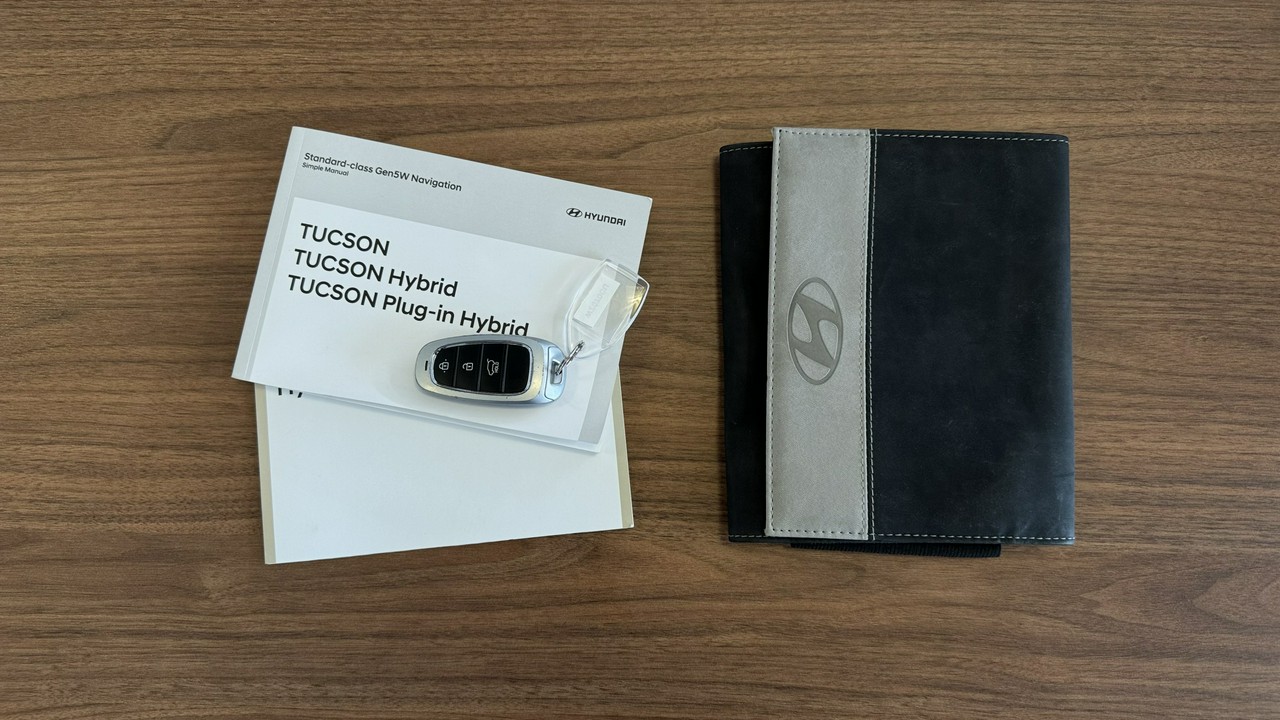 Standard-class Gen5W Navigation
Simple Manual
HYUNDAI
TUCSON
TUCSON Hybrid
TUCSON Plug-in Hybrid